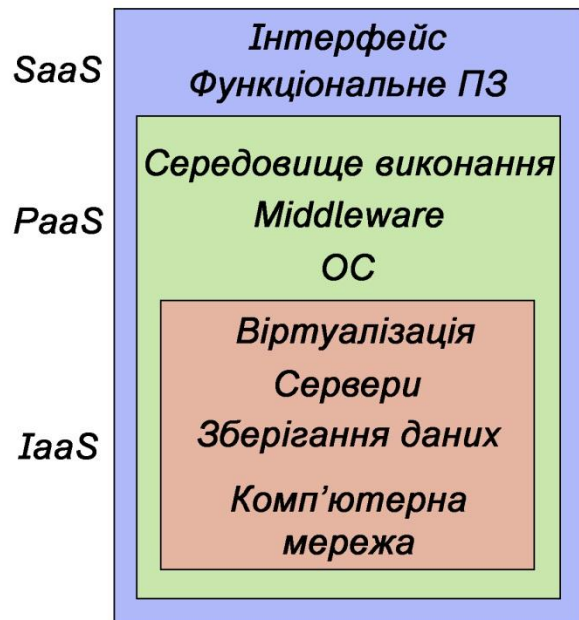 SaaS
Інтерфейс
Функціональне ПЗ
PaaS
Середовище виконання
Middleware
ОС
IaaS
Віртуалізація
Сервери
Зберігання даних
Комп’ютерна
мережа